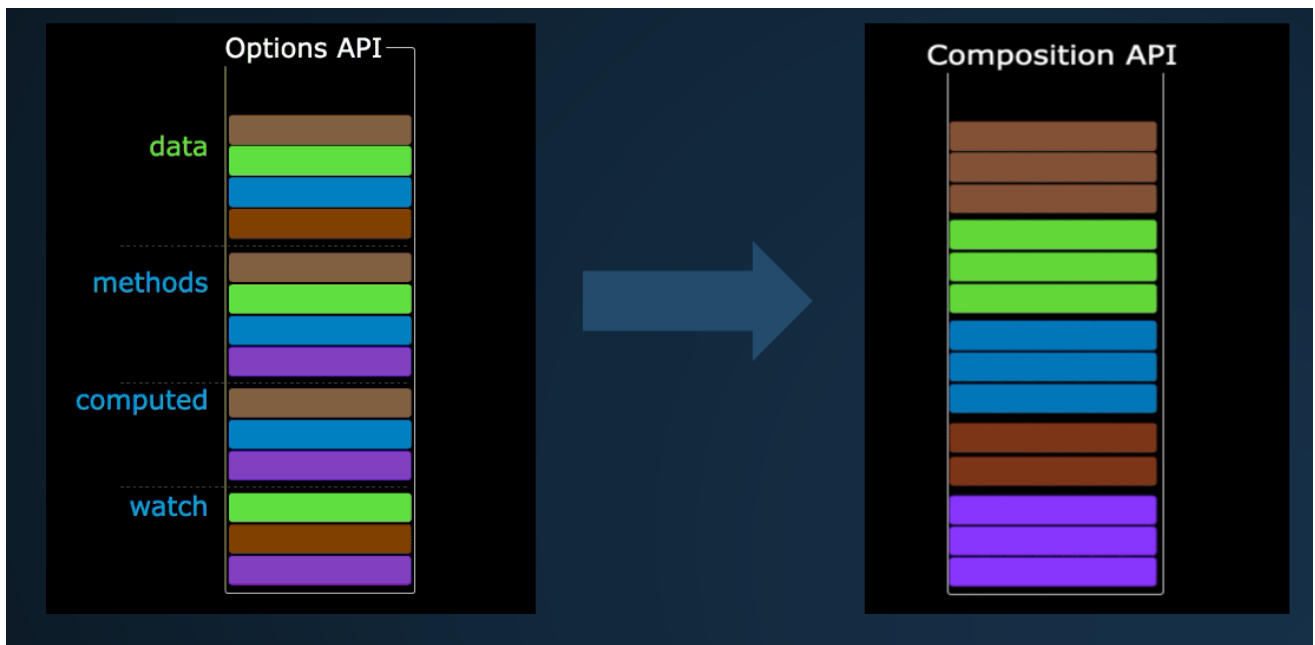 Options API
data
methods
computed
watch
Composition API